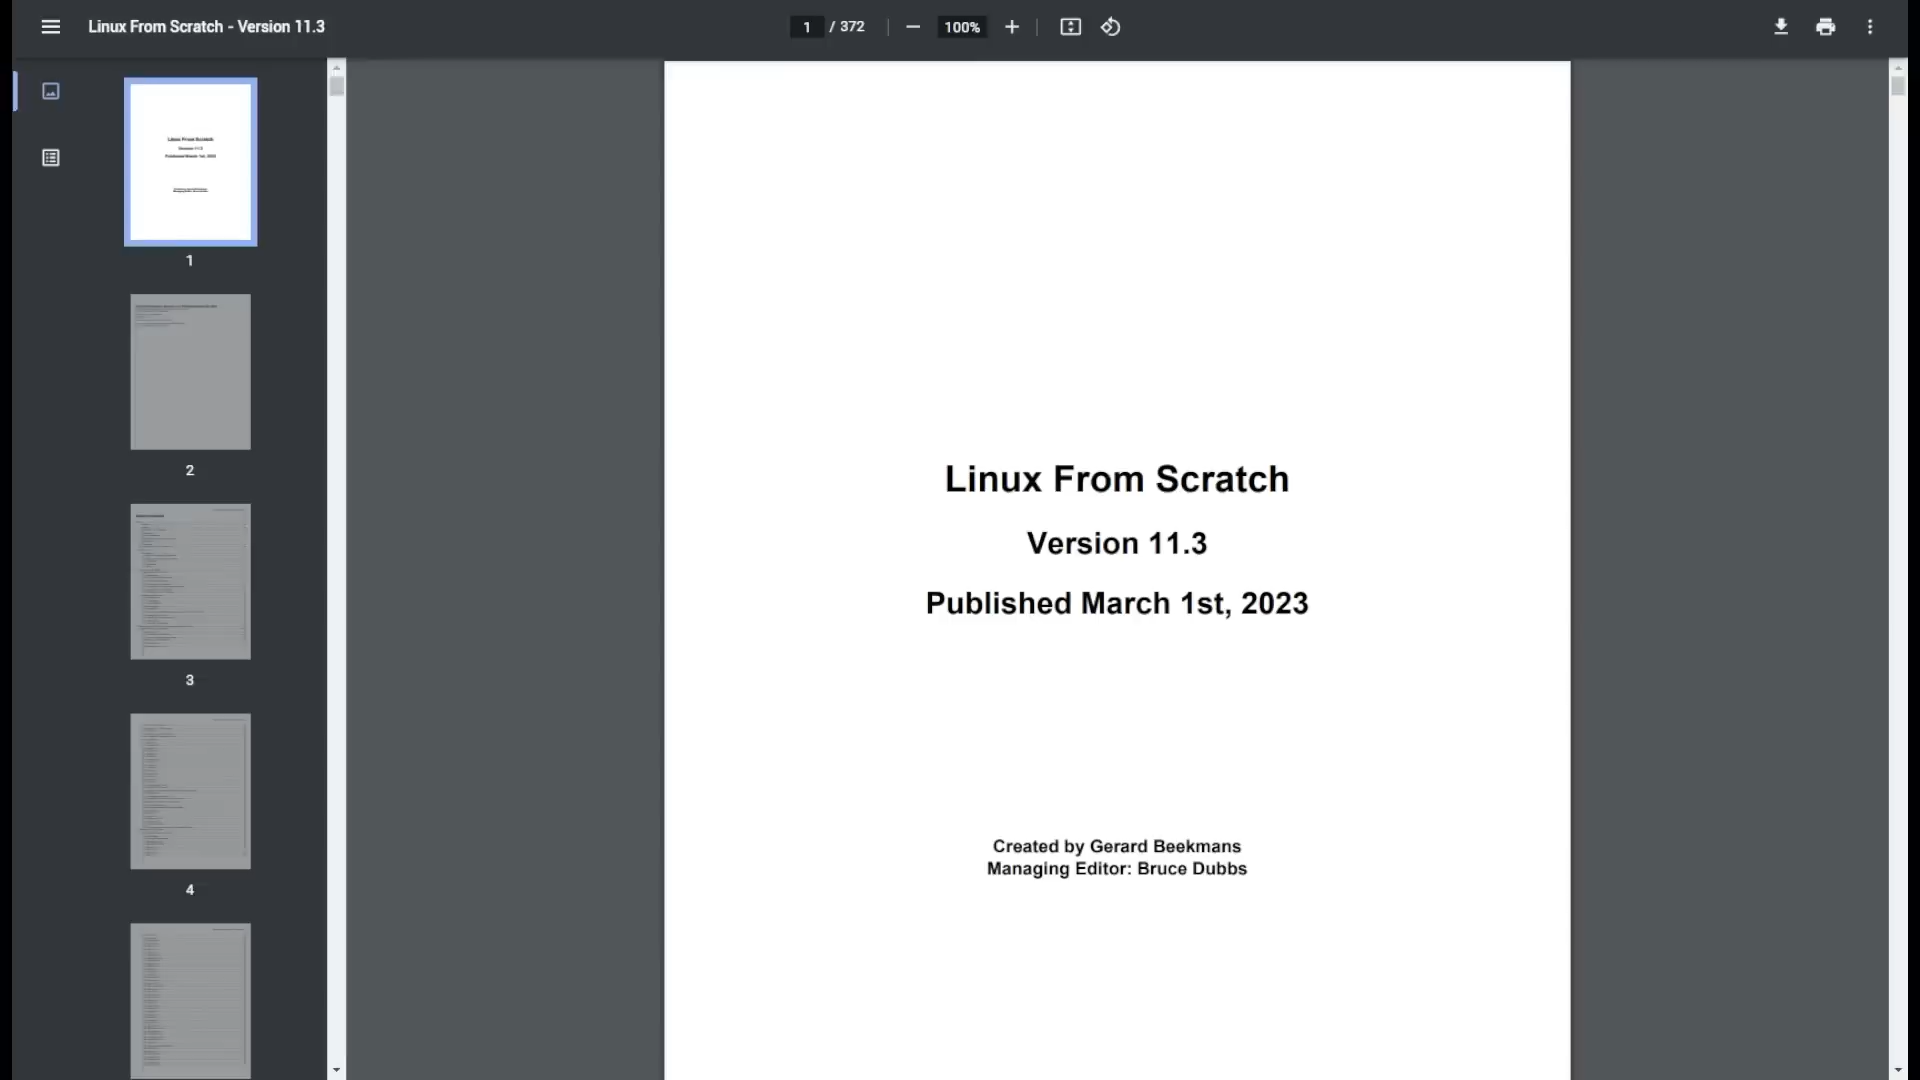 Linux From Scratch - Version 11.3
1 / 372
100%
1
2
3
4
Linux From Scratch
Version 11.3
Published March 1st, 2023
Created by Gerard Beekmans
Managing Editor: Bruce Dubbs